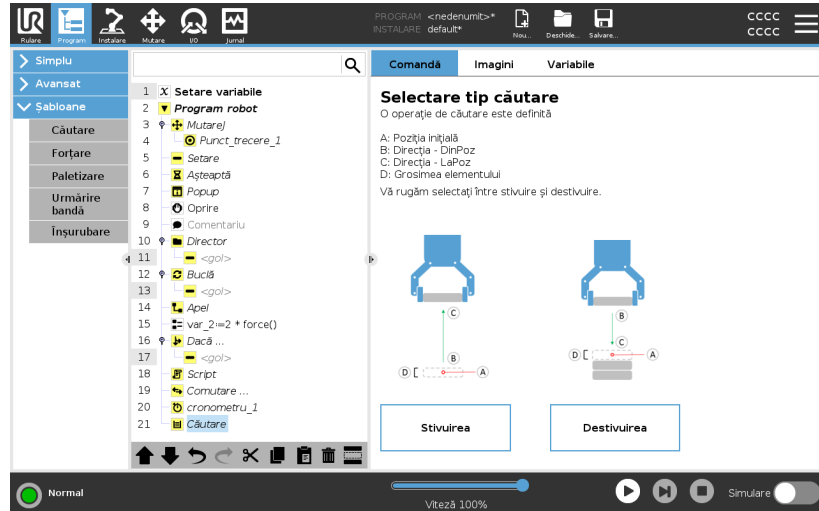 PROGRAM <nedenumit>*
INSTALARE default*
cccc
cccc
Rulare Program Instalare Mutare I/O Jurnal Nou... Deschide... Salvare...
Simplu
Avansat
Șabloane
Căutare
Forțare
Paletizare
Urmărire
bandă
Înșurubare
1 X Setare variabile
2 Program robot
3 MutareJ
4 Punct_trecere_1
5 Setare
6 Așteaptă
7 Popup
8 Oprire
9 Comentariu
10 Director
11 <gol>
12 Buclă
13 <gol>
14 Apel
15 var_2:=2 * force()
16 Dacă ...
17 <gol>
18 Script
19 Comutare ...
20 cronometru_1
21 Căutare
Comandă Imagini Variabile
Selectare tip căutare
O operație de căutare este definită
A: Poziția inițială
B: Direcția - DinPoz
C: Direcția - LaPoz
D: Grosimea elementului
Vă rugăm selectați între stivuire și destivuire.
C
B
D A
B
C
D A
Stivuirea Destivuirea
Normal
Viteză 100%
Simulare